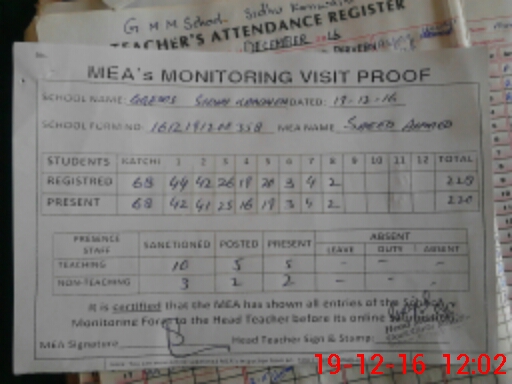 G M M School Sidhu
TEACHER'S ATTENDANCE REGISTER
DECEMBER 2016
MEA's MONITORING VISIT PROOF
SCHOOL NAME: DATED: 19-12-16
SCHOOL FORM NO: MEA NAME: Saeed Ahmed
STUDENTS KATCHI 1 2 3 4 5 6 7 8 9 10 11 12 TOTAL
REGISTRED 68 44 42 26 20 3 4 2
PRESENT 68 42 41 25 16 19 3 4 2 220
PRESENCE STAFF SANCTIONED POSTED PRESENT ABSENT
LEAVE DUTY ABSENT
TEACHING 10 5 5 - - -
NON-TEACHING 3 2 2 - - -
It is certified that the MEA has shown all entries of the School
Monitoring Form to the Head Teacher before its online
MEA Signature Head Teacher Sign & Stamp:
19-12-16 12:02